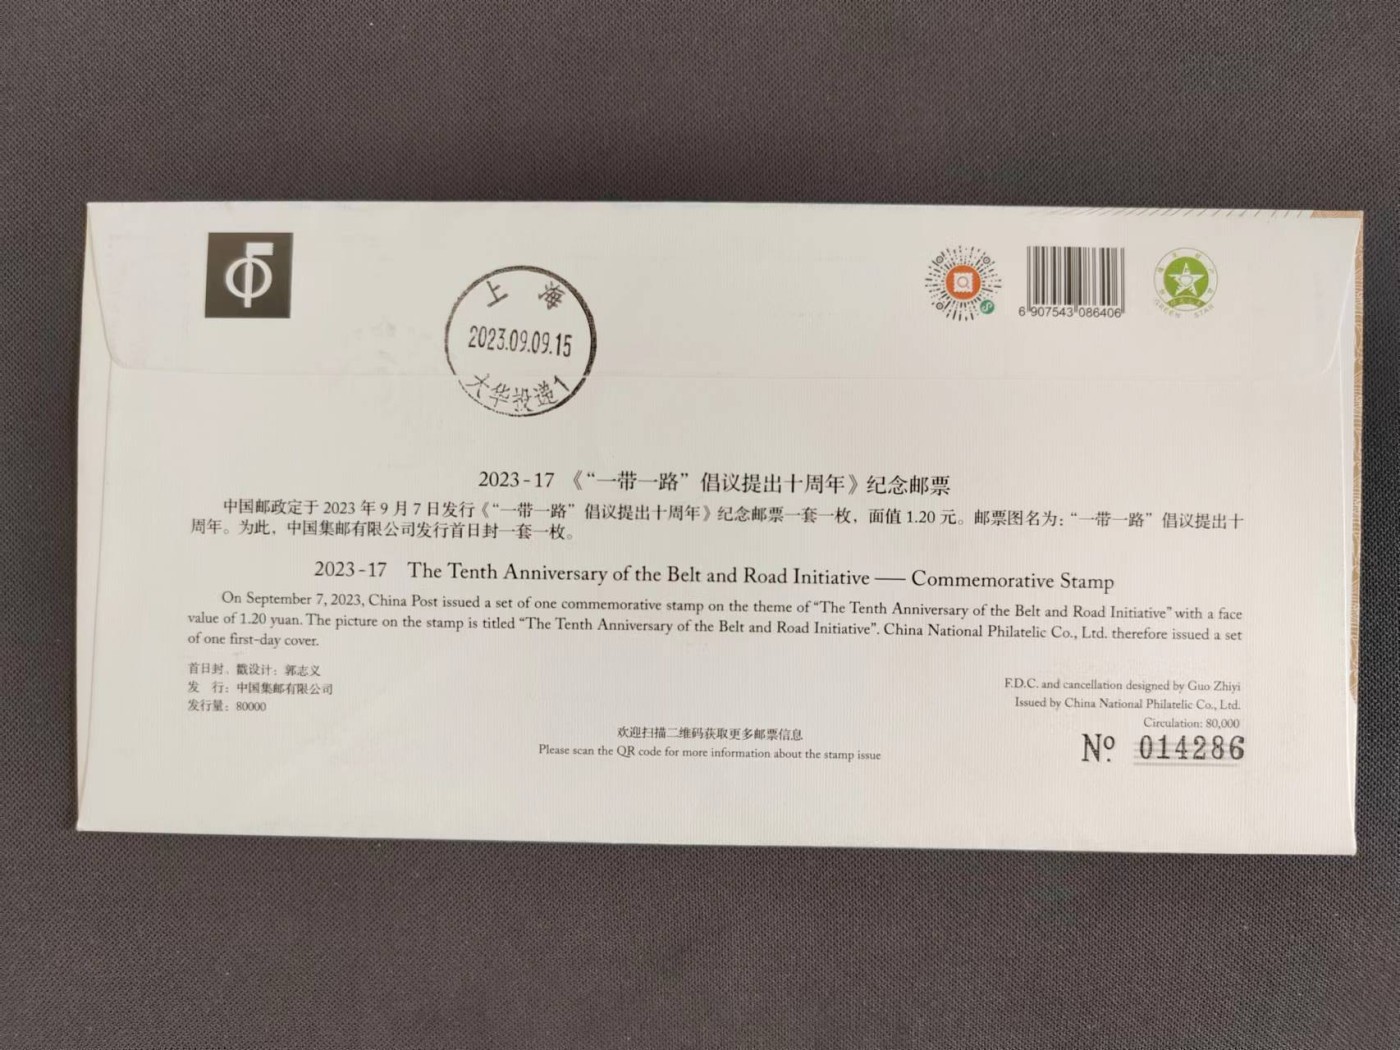 上 海
2023.09.09.15
大华投递1
6 907543 086406
GREEN STAR
2023-17 《“一带一路”倡议提出十周年》纪念邮票
中国邮政定于 2023 年 9 月 7 日发行《“一带一路”倡议提出十周年》纪念邮票一套一枚，面值 1.20 元。邮票图名为：“一带一路”倡议提出十
周年。为此，中国集邮有限公司发行首日封一套一枚。
2023-17 The Tenth Anniversary of the Belt and Road Initiative —— Commemorative Stamp
On September 7, 2023, China Post issued a set of one commemorative stamp on the theme of “The Tenth Anniversary of the Belt and Road Initiative” with a face
value of 1.20 yuan. The picture on the stamp is titled “The Tenth Anniversary of the Belt and Road Initiative”. China National Philatelic Co., Ltd. therefore issued a set
of one first-day cover.
首日封、戳设计：郭志义
发 行：中国集邮有限公司
发行量：80000
F.D.C. and cancellation designed by Guo Zhiyi
Issued by China National Philatelic Co., Ltd.
Circulation: 80,000
欢迎扫描二维码获取更多邮票信息
Please scan the QR code for more information about the stamp issue
Nº. 014286